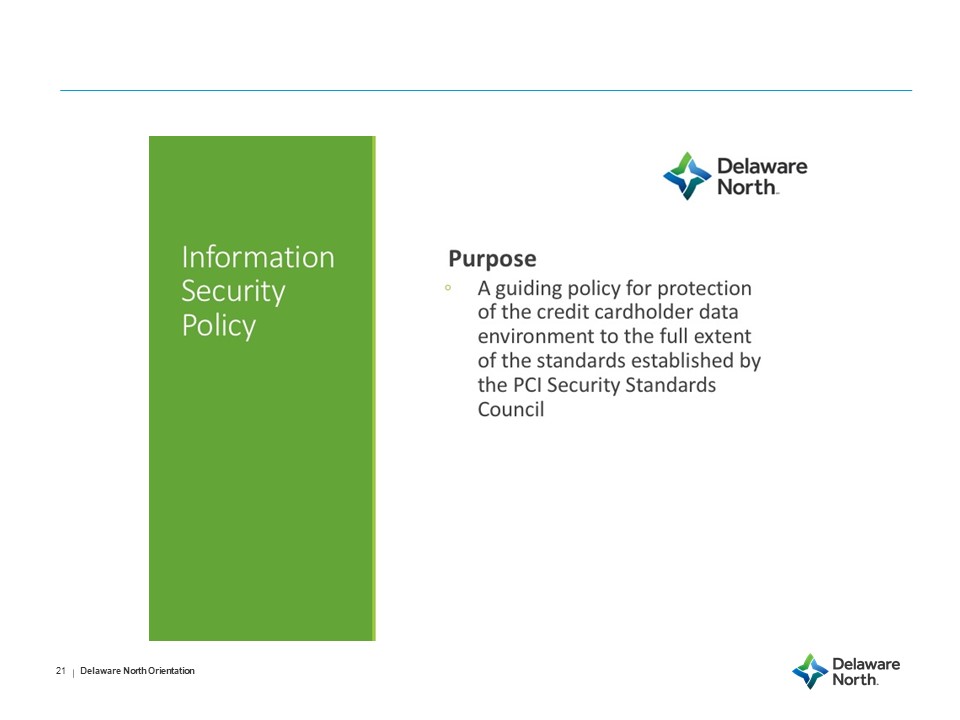 Delaware
North
Information
Security
Policy
Purpose
◦ A guiding policy for protection
of the credit cardholder data
environment to the full extent
of the standards established by
the PCI Security Standards
Council
21 | Delaware North Orientation
Delaware
North